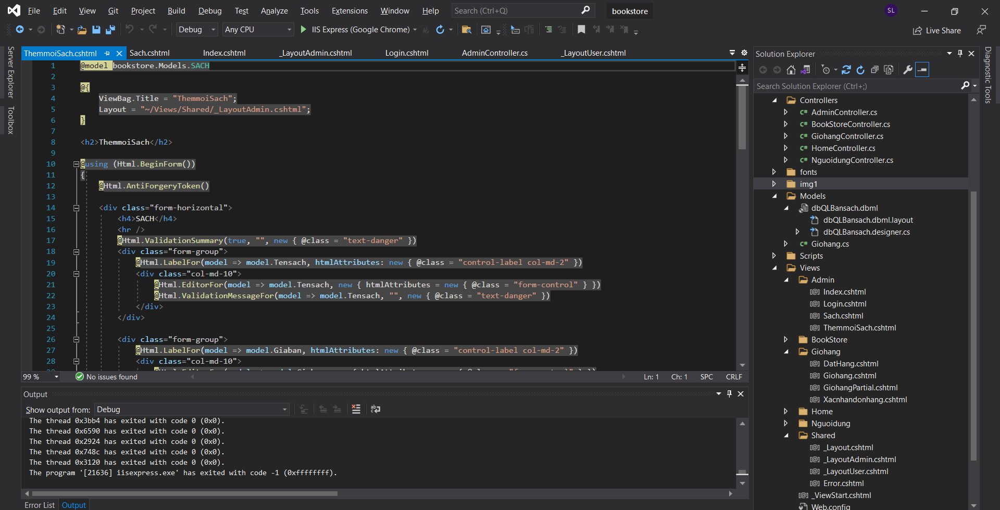 File Edit View Git Project Build Debug Test Analyze Tools Extensions Window Help Search (Ctrl+Q) bookstore SL
Debug Any CPU IIS Express (Google Chrome) Live Share
Server Explorer
Toolbox
ThemmoiSach.cshtml Sach.cshtml Index.cshtml _LayoutAdmin.cshtml Login.cshtml AdminController.cs _LayoutUser.cshtml
1 @model bookstore.Models.SACH
2
3 @{
4 ViewBag.Title = "ThemmoiSach";
5 Layout = "~/Views/Shared/_LayoutAdmin.cshtml";
6 }
7
8 <h2>ThemmoiSach</h2>
9
10 @using (Html.BeginForm())
11 {
12 @Html.AntiForgeryToken()
13
14 <div class="form-horizontal">
15 <h4>SACH</h4>
16 <hr />
17 @Html.ValidationSummary(true, "", new { @class = "text-danger" })
18 <div class="form-group">
19 @Html.LabelFor(model => model.Tensach, htmlAttributes: new { @class = "control-label col-md-2" })
20 <div class="col-md-10">
21 @Html.EditorFor(model => model.Tensach, new { htmlAttributes = new { @class = "form-control" } })
22 @Html.ValidationMessageFor(model => model.Tensach, "", new { @class = "text-danger" })
23 </div>
24 </div>
25
26 <div class="form-group">
27 @Html.LabelFor(model => model.Giaban, htmlAttributes: new { @class = "control-label col-md-2" })
28 <div class="col-md-10">
99 % No issues found Ln: 1 Ch: 1 SPC CRLF
Output
Show output from: Debug
The thread 0x3bb4 has exited with code 0 (0x0).
The thread 0x6590 has exited with code 0 (0x0).
The thread 0x2924 has exited with code 0 (0x0).
The thread 0x748c has exited with code 0 (0x0).
The thread 0x3120 has exited with code 0 (0x0).
The program '[21636] iisexpress.exe' has exited with code -1 (0xffffffff).
Error List Output
Solution Explorer
Search Solution Explorer (Ctrl+;)
Controllers
C# AdminController.cs
C# BookStoreController.cs
C# GiohangController.cs
C# HomeController.cs
C# NguoidungController.cs
fonts
img1
Models
dbQLBansach.dbml
dbQLBansach.dbml.layout
dbQLBansach.designer.cs
C# Giohang.cs
Scripts
Views
Admin
[@] Index.cshtml
[@] Login.cshtml
[@] Sach.cshtml
[@] ThemmoiSach.cshtml
BookStore
Giohang
[@] DatHang.cshtml
[@] Giohang.cshtml
[@] GiohangPartial.cshtml
[@] Xacnhandonhang.cshtml
Home
Nguoidung
Shared
[@] _Layout.cshtml
[@] _LayoutAdmin.cshtml
[@] _LayoutUser.cshtml
[@] Error.cshtml
[@] _ViewStart.cshtml
Web.config
Diagnostic Tools